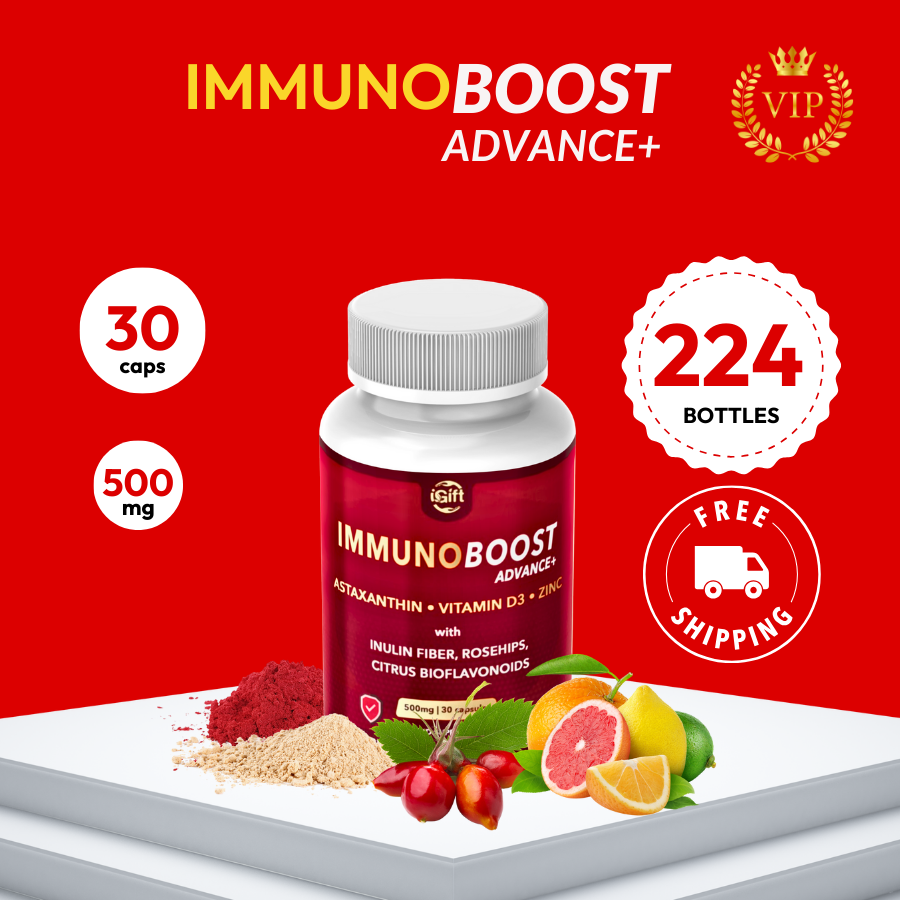 IMMUNOBOOST
ADVANCE+
VIP
30
caps
224
BOTTLES
500
mg
FREE
SHIPPING
iGift
IMMUNOBOOST
ADVANCE+
ASTAXANTHIN • VITAMIN D3 • ZINC
with
INULIN FIBER, ROSEHIPS,
CITRUS BIOFLAVONOIDS
500mg | 30 capsules